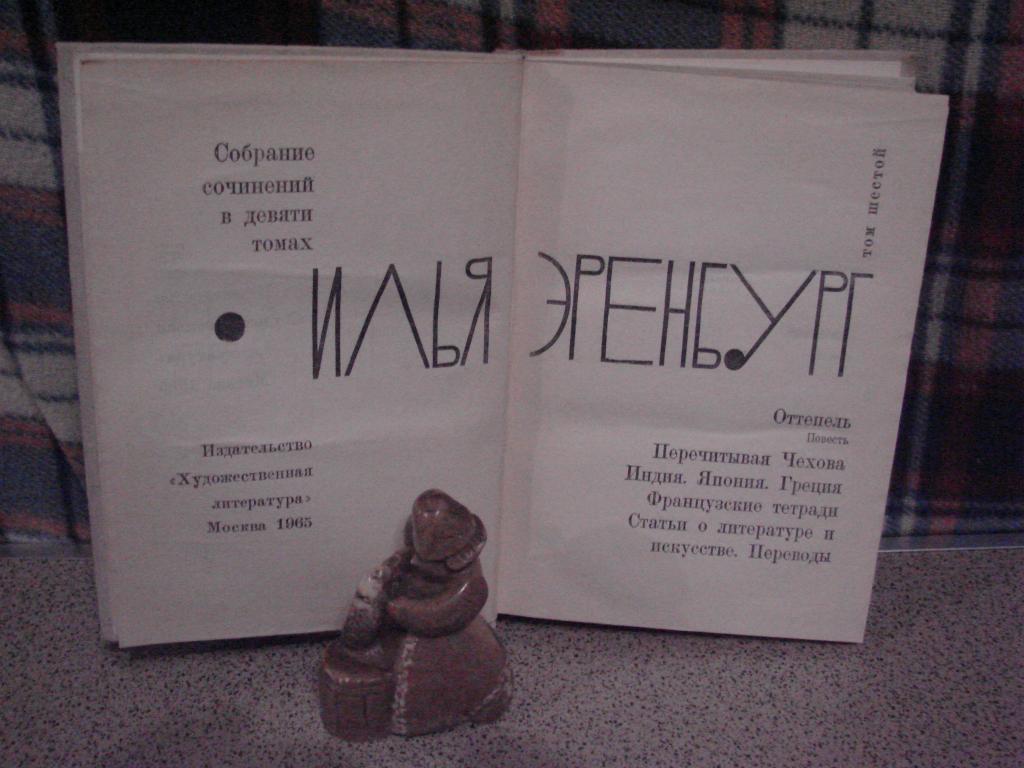 Собрание
сочинений
в девяти
томах
ИЛЬЯ ЭРЕНБУРГ
Издательство
«Художественная
литература»
Москва 1965
том шестой
Оттепель
Повесть
Перечитывая Чехова
Индия. Япония. Греция
Французские тетради
Статьи о литературе и
искусстве. Переводы